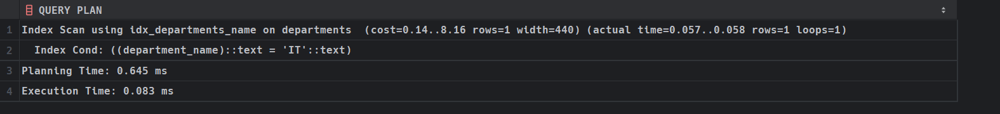 QUERY PLAN
1 Index Scan using idx_departments_name on departments  (cost=0.14..8.16 rows=1 width=440) (actual time=0.057..0.058 rows=1 loops=1)
2   Index Cond: ((department_name)::text = 'IT'::text)
3 Planning Time: 0.645 ms
4 Execution Time: 0.083 ms